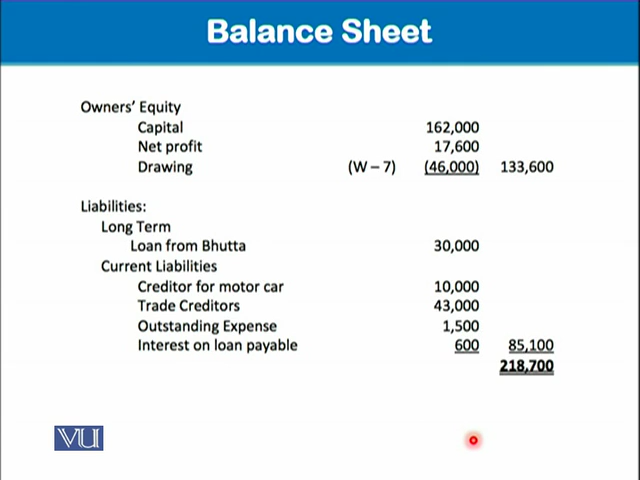 Balance Sheet
Owners' Equity
Capital 162,000
Net profit 17,600
Drawing (W – 7) (46,000) 133,600
Liabilities:
Long Term
Loan from Bhutta 30,000
Current Liabilities
Creditor for motor car 10,000
Trade Creditors 43,000
Outstanding Expense 1,500
Interest on loan payable 600 85,100
218,700
VU